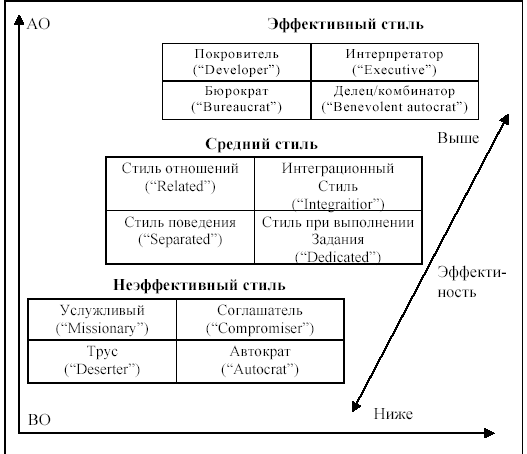 АО
Эффективный стиль
Покровитель
(“Developer”)
Интерпретатор
(“Executive”)
Бюрократ
(“Bureaucrat”)
Делец/комбинатор
(“Benevolent autocrat”)
Выше
Средний стиль
Стиль отношений
(“Related”)
Интеграционный
Стиль
(“Integraitior”)
Стиль поведения
(“Separated”)
Стиль при выполнении
Задания
(“Dedicated”)
Эффекти-
ность
Неэффективный стиль
Услужливый
(“Missionary”)
Соглашатель
(“Compromiser”)
Трус
(“Deserter”)
Автократ
(“Autocrat”)
ВО
Ниже